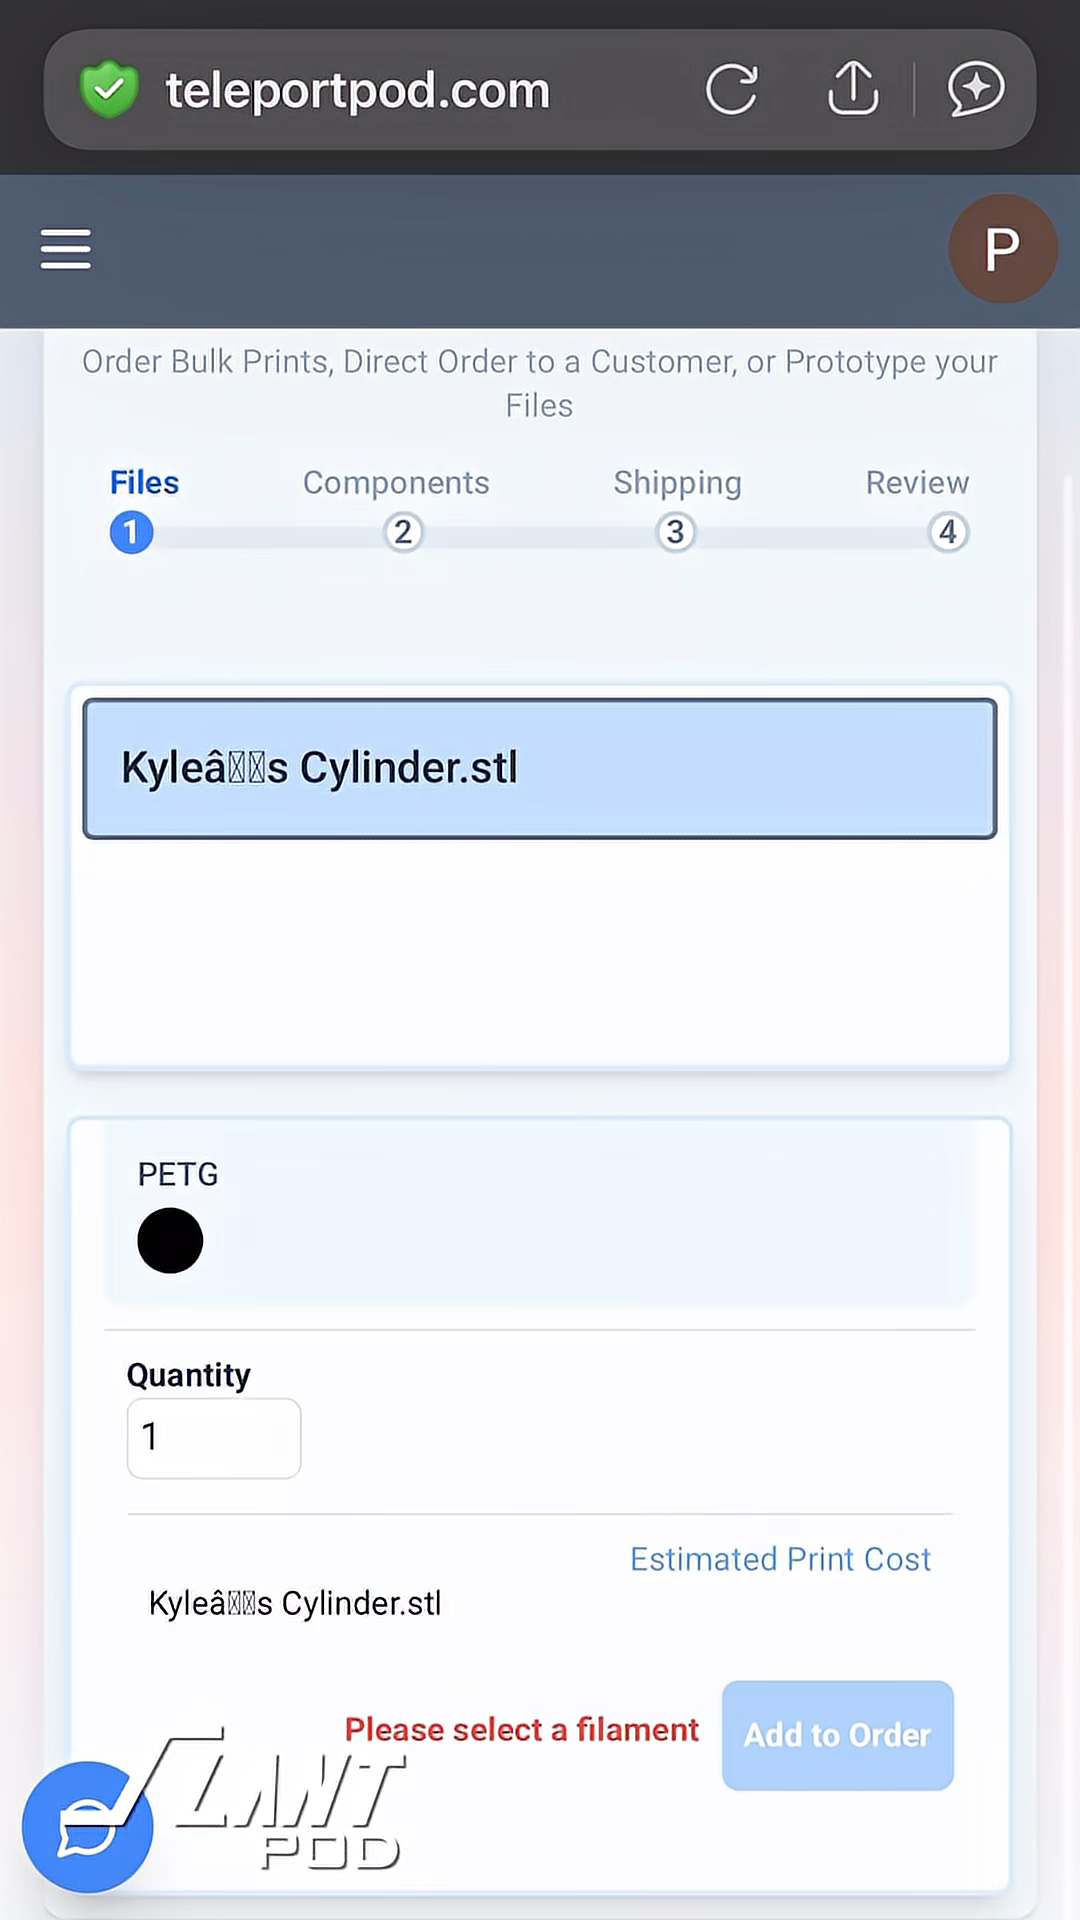 teleportpod.com
P
Order Bulk Prints, Direct Order to a Customer, or Prototype your
Files
Files Components Shipping Review
1 2 3 4
Kyleâs Cylinder.stl
PETG
Quantity
1
Estimated Print Cost
Kyleâs Cylinder.stl
Please select a filament
Add to Order
SLANT
POD